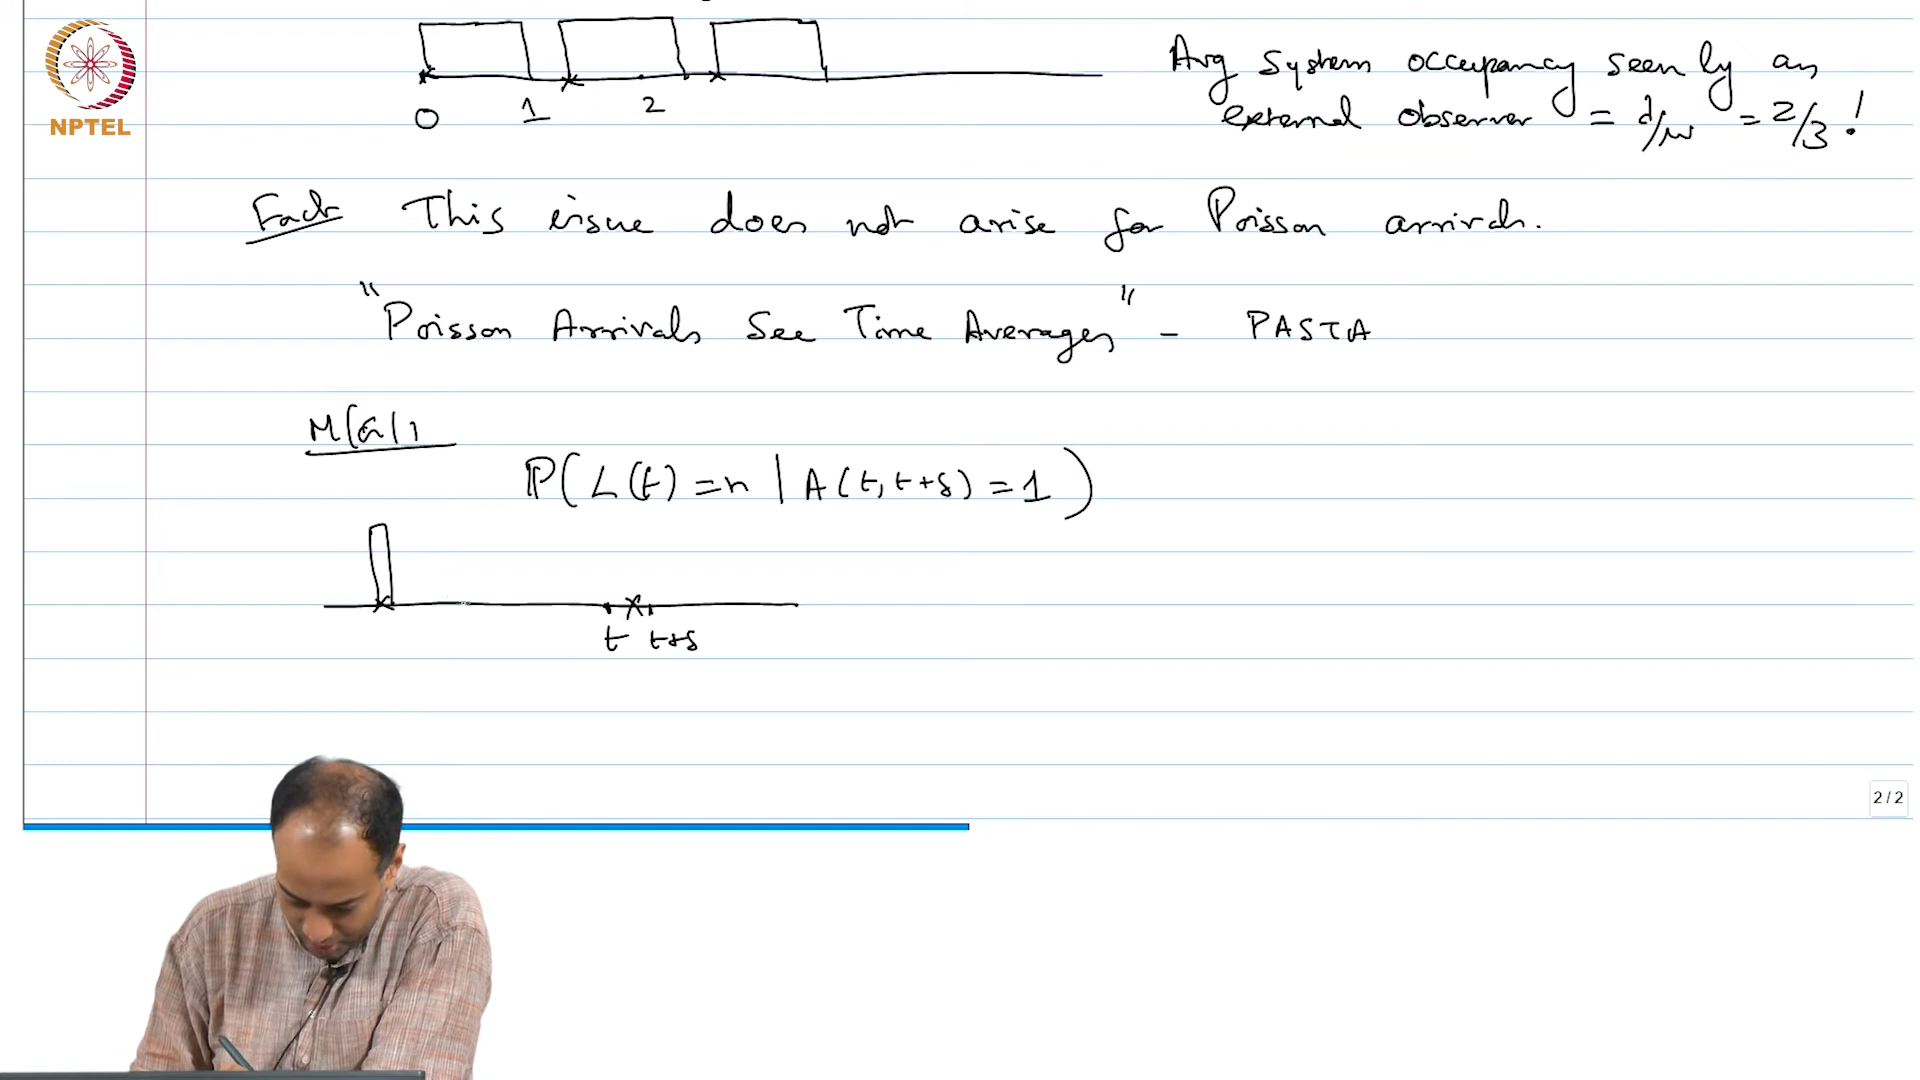 0 1 2
Avg System occupancy seen by an
external observer = λ/μ = 2/3 !
NPTEL
Fact This issue does not arise for Poisson arrivals.
"Poisson Arrivals See Time Averages" - PASTA
M/G/1
P( L(t) = n | A(t, t+δ) = 1 )
t t+δ
2 / 2